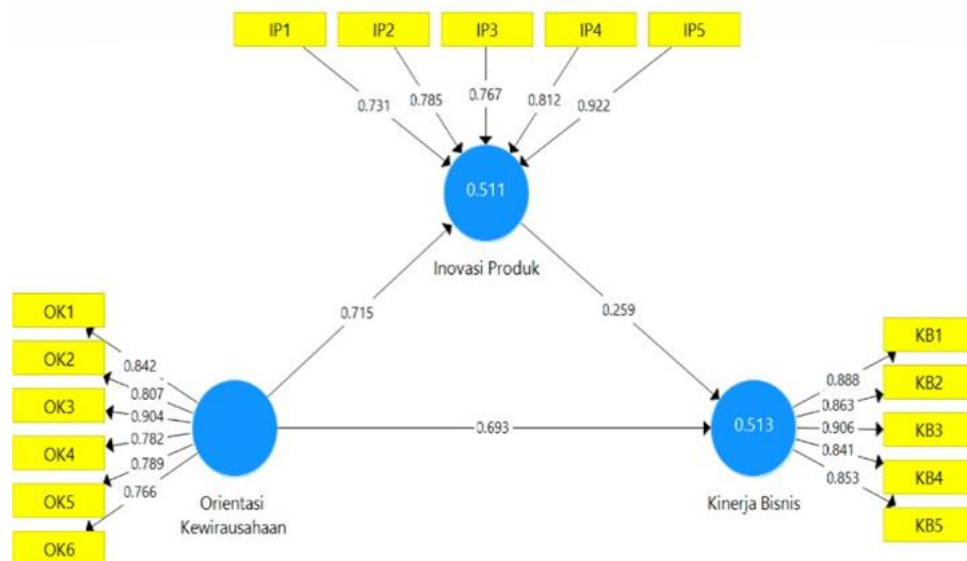 IP1 IP2 IP3 IP4 IP5
0.731 0.785 0.767 0.812 0.922
0.511
Inovasi Produk
0.715
0.259
OK1
OK2
OK3
OK4
OK5
OK6
0.842
0.807
0.904
0.782
0.789
0.766
Orientasi
Kewirausahaan
0.693
0.513
Kinerja Bisnis
0.888
0.863
0.906
0.841
0.853
KB1
KB2
KB3
KB4
KB5